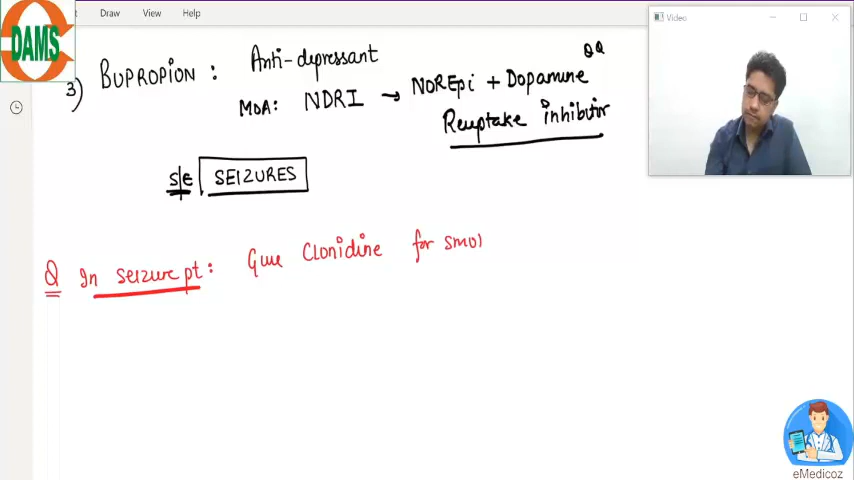 Draw View Help
Video
DAMS
3) BUPROPION: Anti-depressant
MOA: NDRI → NOREpi + Dopamine
Reuptake inhibitor
S/E SEIZURES
Q In seizure pt: Give Clonidine for smo
eMedicoz